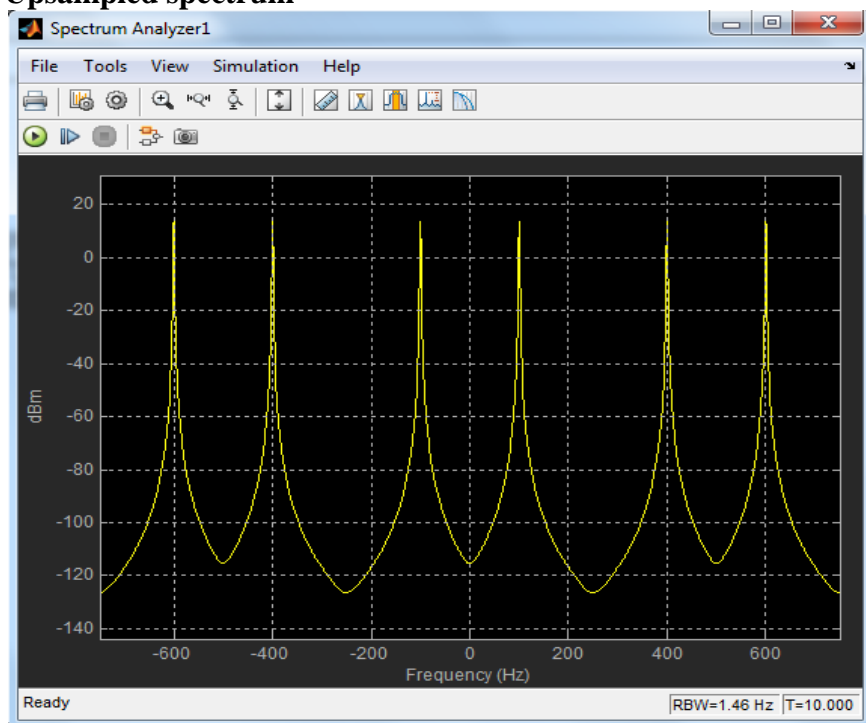 Upsampled spectrum
Spectrum Analyzer1
File Tools View Simulation Help
20
0
-20
-40
-60
-80
-100
-120
-140
dBm
-600 -400 -200 0 200 400 600
Frequency (Hz)
Ready RBW=1.46 Hz T=10.000